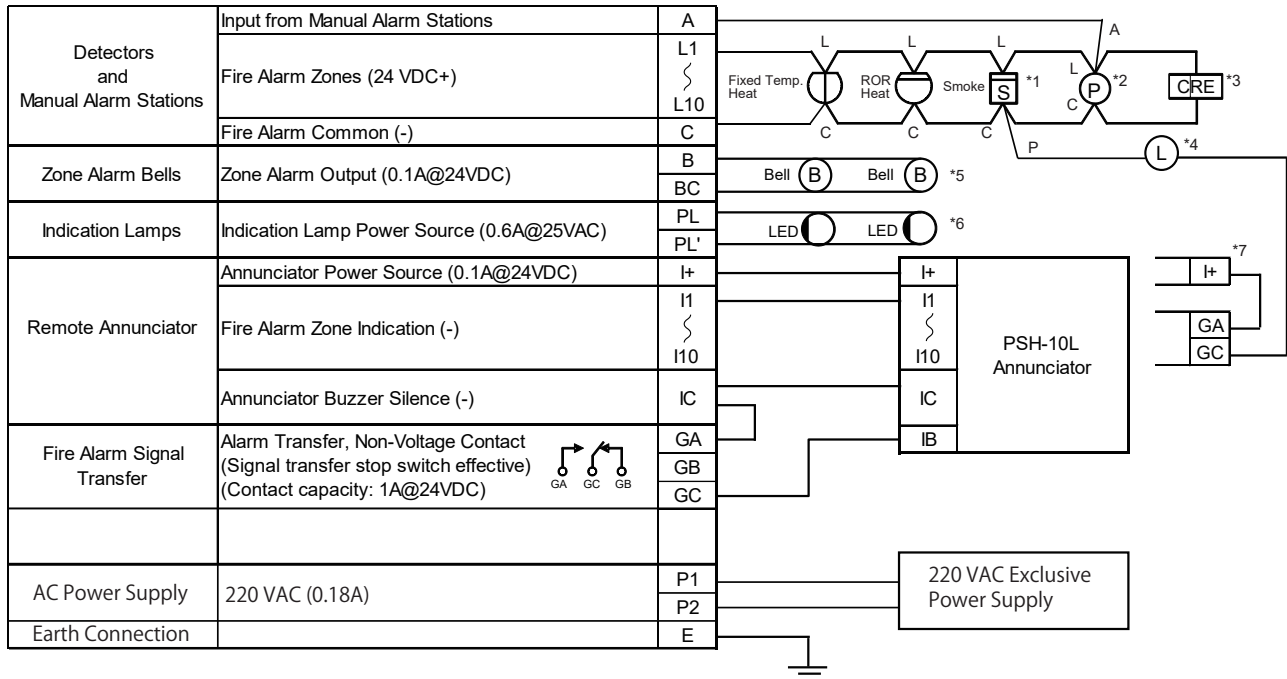 Detectors
and
Manual Alarm Stations
Input from Manual Alarm Stations
A
Fire Alarm Zones (24 VDC+)
L1
L10
Fire Alarm Common (-)
C
Zone Alarm Bells
Zone Alarm Output (0.1A@24VDC)
B
BC
Indication Lamps
Indication Lamp Power Source (0.6A@25VAC)
PL
PL'
Remote Annunciator
Annunciator Power Source (0.1A@24VDC)
I+
Fire Alarm Zone Indication (-)
I1
I10
Annunciator Buzzer Silence (-)
IC
Fire Alarm Signal
Transfer
Alarm Transfer, Non-Voltage Contact
(Signal transfer stop switch effective)
(Contact capacity: 1A@24VDC)
GA GC GB
GA
GB
GC
AC Power Supply
220 VAC (0.18A)
P1
P2
Earth Connection
E
A
L
L
L
L
Fixed Temp.
Heat
ROR
Heat
Smoke
S
*1
P
*2
CRE
*3
C
C
C
C
P
L
*4
Bell
B
Bell
B
*5
LED
LED
*6
I+
I1
I10
IC
IB
PSH-10L
Annunciator
*7
I+
GA
GC
220 VAC Exclusive
Power Supply